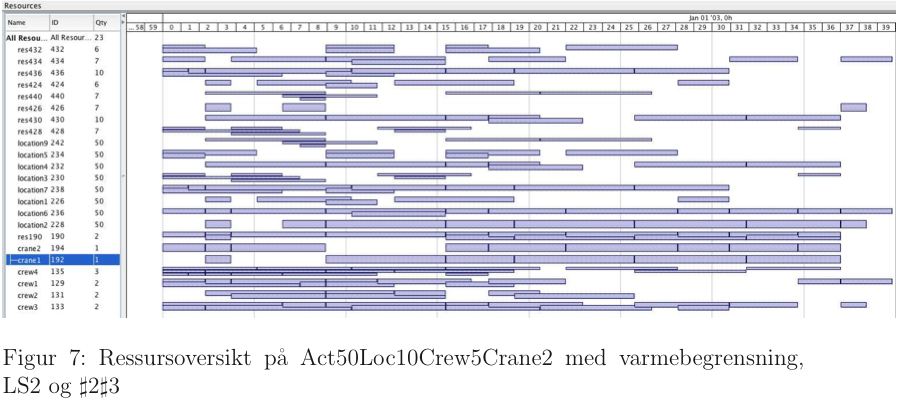 Resources
Name ID Qty
Jan 01 '03, 0h
... 58 59 0 1 2 3 4 5 6 7 8 9 10 11 12 13 14 15 16 17 18 19 20 21 22 23 24 25 26 27 28 29 30 31 32 33 34 35 36 37 38 39
All Resou... All Resour... 23
res432 432 6
res434 434 7
res436 436 10
res424 424 6
res440 440 7
res426 426 7
res430 430 10
res428 428 7
location9 242 50
location5 234 50
location4 232 50
location3 230 50
location7 238 50
location1 226 50
location6 236 50
location2 228 50
res190 190 2
crane2 194 1
crane1 192 1
crew4 135 3
crew1 129 2
crew2 131 2
crew3 133 2
Figur 7: Ressursoversikt på Act50Loc10Crew5Crane2 med varmebegrensning,
LS2 og ♯2♯3